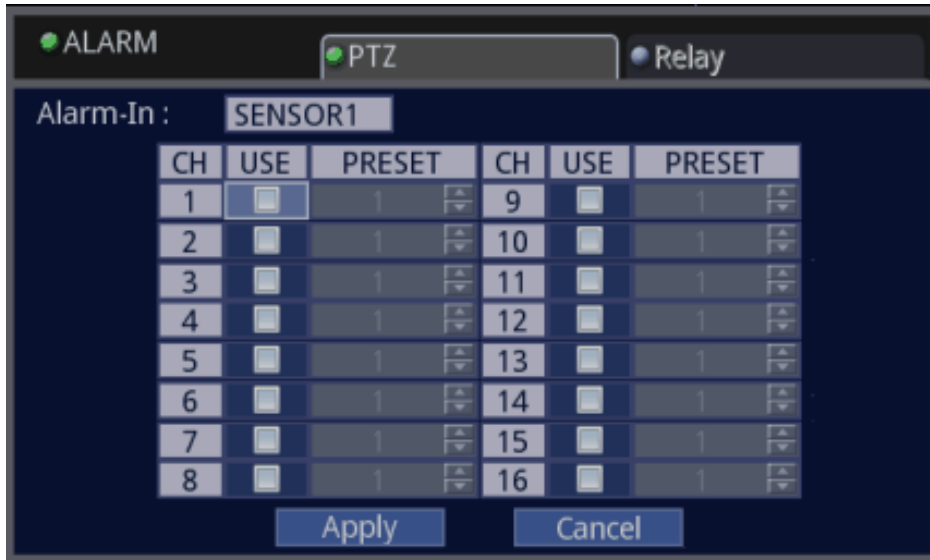 ALARM PTZ Relay
Alarm-In : SENSOR1
CH USE PRESET CH USE PRESET
1 1 9 1
2 1 10 1
3 1 11 1
4 1 12 1
5 1 13 1
6 1 14 1
7 1 15 1
8 1 16 1
Apply Cancel